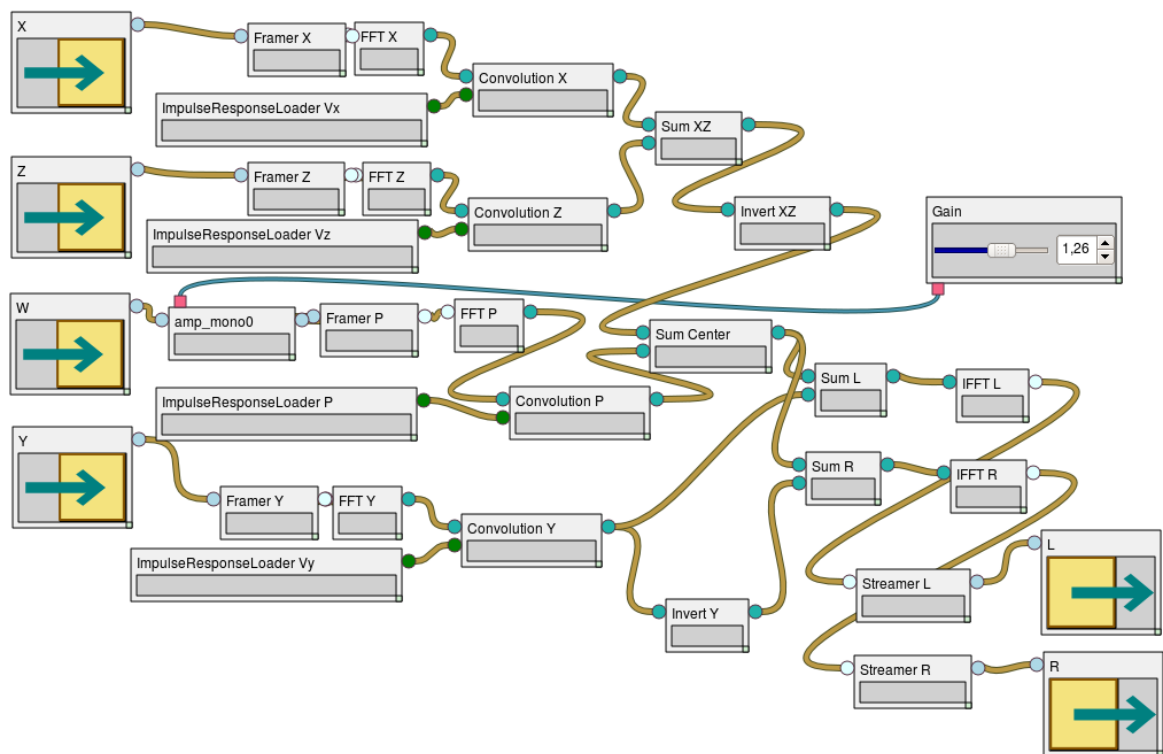 X
Framer X
FFT X
Convolution X
ImpulseResponseLoader Vx
Sum XZ
Z
Framer Z
FFT Z
Convolution Z
ImpulseResponseLoader Vz
Invert XZ
Gain
1,26
W
amp_mono0
Framer P
FFT P
Sum Center
ImpulseResponseLoader P
Convolution P
Sum L
IFFT L
Y
Framer Y
FFT Y
Convolution Y
Sum R
IFFT R
ImpulseResponseLoader Vy
Invert Y
Streamer L
L
Streamer R
R